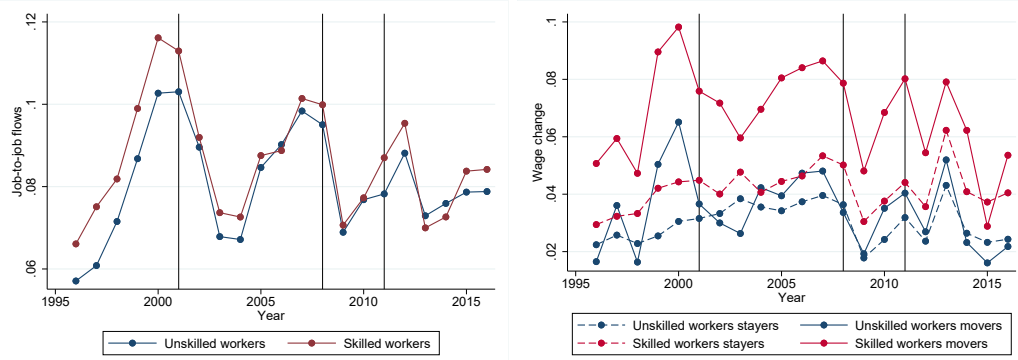 Job-to-job flows
.12
.1
.08
.06
1995 2000 2005 2010 2015
Year
Unskilled workers Skilled workers
Wage change
.1
.08
.06
.04
.02
1995 2000 2005 2010 2015
Year
Unskilled workers stayers Unskilled workers movers
Skilled workers stayers Skilled workers movers